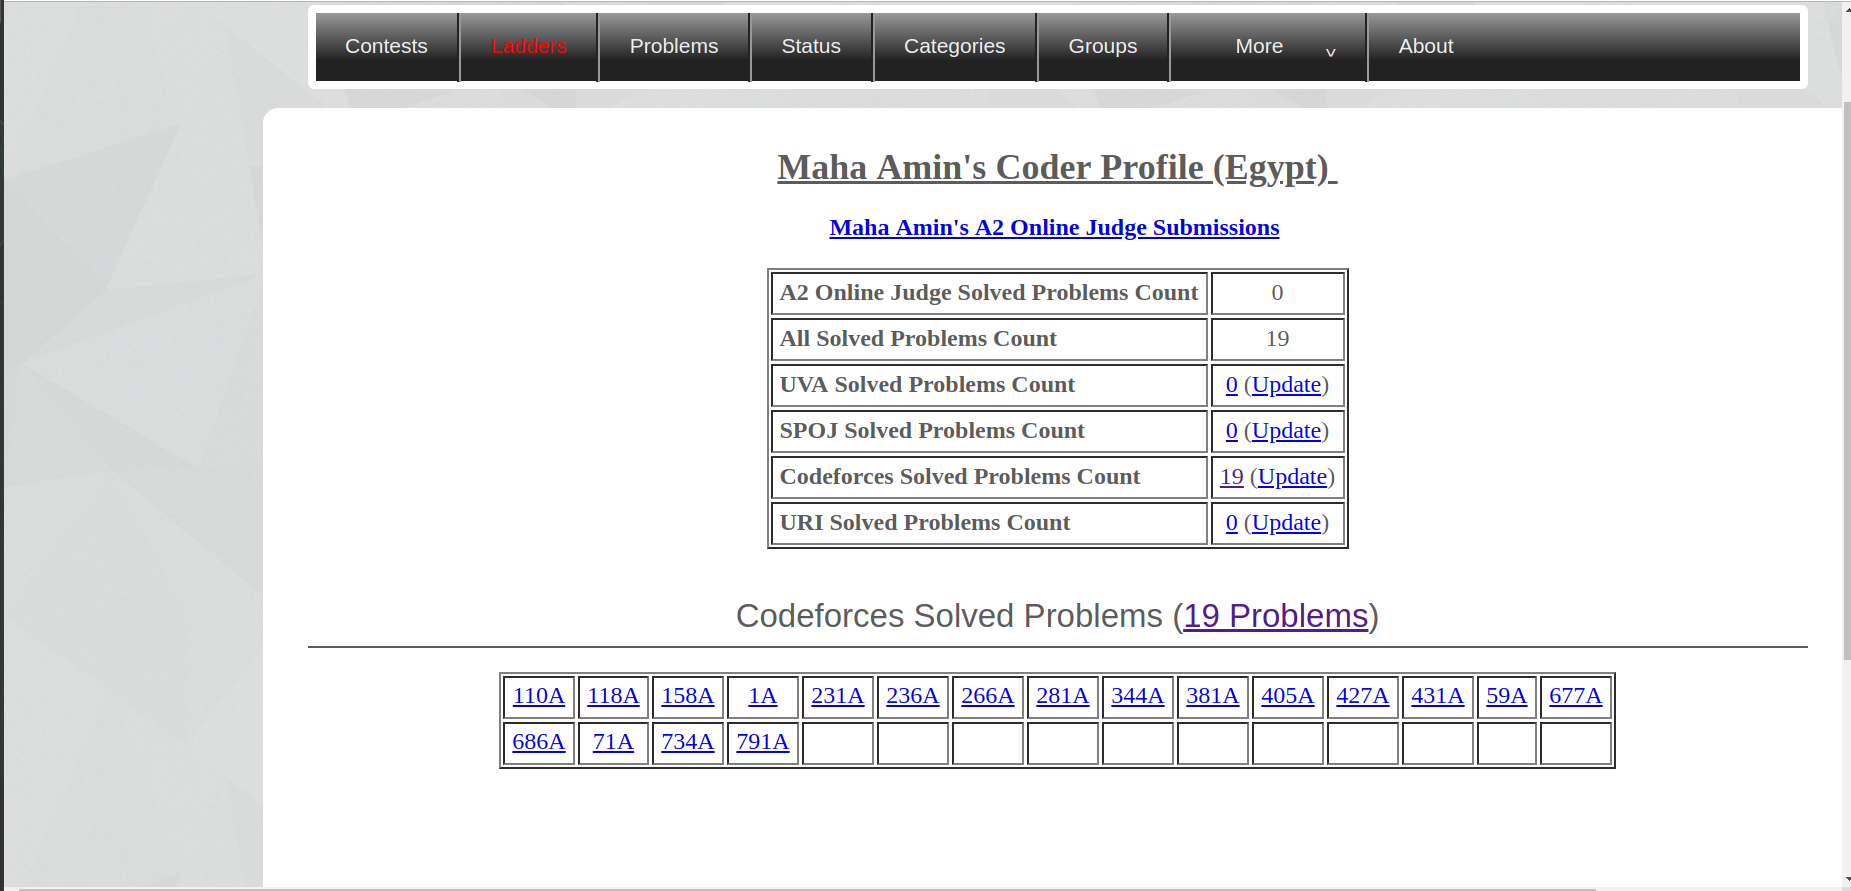 Contests Ladders Problems Status Categories Groups More v About
Maha Amin's Coder Profile (Egypt)
Maha Amin's A2 Online Judge Submissions
A2 Online Judge Solved Problems Count 0
All Solved Problems Count 19
UVA Solved Problems Count 0 (Update)
SPOJ Solved Problems Count 0 (Update)
Codeforces Solved Problems Count 19 (Update)
URI Solved Problems Count 0 (Update)
Codeforces Solved Problems (19 Problems)
110A 118A 158A 1A 231A 236A 266A 281A 344A 381A 405A 427A 431A 59A 677A
686A 71A 734A 791A